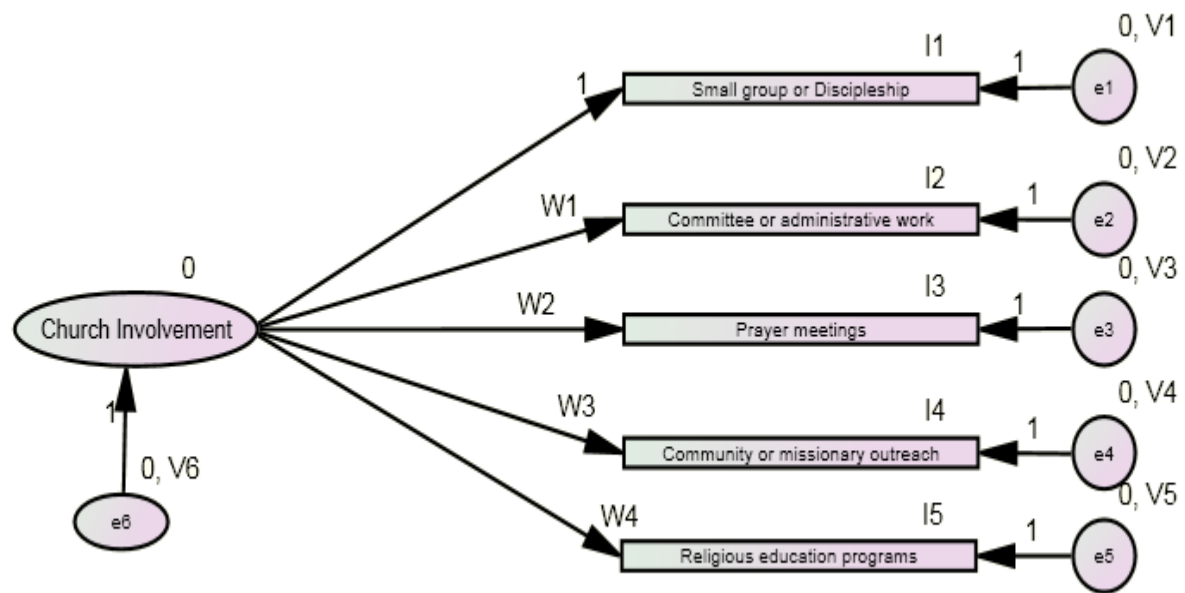 0, V1
I1
1
1
Small group or Discipleship
e1
0, V2
I2
W1
1
Committee or administrative work
e2
0, V3
0
I3
W2
1
Church Involvement
Prayer meetings
e3
0, V4
W3
I4
1
1
Community or missionary outreach
e4
0, V6
0, V5
W4
I5
e6
1
Religious education programs
e5